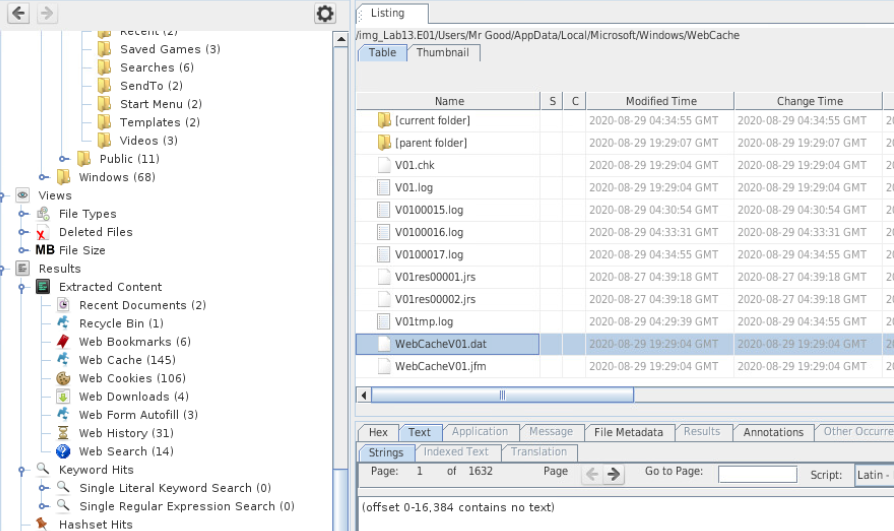 Recent (2)
Saved Games (3)
Searches (6)
SendTo (2)
Start Menu (2)
Templates (2)
Videos (3)
Public (11)
Windows (68)
Views
File Types
Deleted Files
MB File Size
Results
Extracted Content
Recent Documents (2)
Recycle Bin (1)
Web Bookmarks (6)
Web Cache (145)
Web Cookies (106)
Web Downloads (4)
Web Form Autofill (3)
Web History (31)
Web Search (14)
Keyword Hits
Single Literal Keyword Search (0)
Single Regular Expression Search (0)
Hashset Hits
Listing
/img_Lab13.E01/Users/Mr Good/AppData/Local/Microsoft/Windows/WebCache
Table Thumbnail
Name S C Modified Time Change Time
[current folder] 2020-08-29 04:34:55 GMT 2020-08-29 04:34:55 GMT 20
[parent folder] 2020-08-29 19:29:07 GMT 2020-08-29 19:29:07 GMT 20
V01.chk 2020-08-29 19:29:04 GMT 2020-08-29 19:29:04 GMT 20
V01.log 2020-08-29 19:29:04 GMT 2020-08-29 19:29:04 GMT 20
V0100015.log 2020-08-29 04:30:54 GMT 2020-08-29 04:30:54 GMT 20
V0100016.log 2020-08-29 04:33:31 GMT 2020-08-29 04:33:31 GMT 20
V0100017.log 2020-08-29 04:34:55 GMT 2020-08-29 04:34:55 GMT 20
V01res00001.jrs 2020-08-27 04:39:18 GMT 2020-08-27 04:39:18 GMT 20
V01res00002.jrs 2020-08-27 04:39:18 GMT 2020-08-27 04:39:18 GMT 20
V01tmp.log 2020-08-29 04:29:39 GMT 2020-08-29 04:34:55 GMT 20
WebCacheV01.dat 2020-08-29 19:29:04 GMT 2020-08-29 19:29:04 GMT 20
WebCacheV01.jfm 2020-08-29 19:29:04 GMT 2020-08-29 19:29:04 GMT 20
Hex Text Application Message File Metadata Results Annotations Other Occurre
Strings Indexed Text Translation
Page: 1 of 1632 Page Go to Page: Script: Latin -
(offset 0-16,384 contains no text)